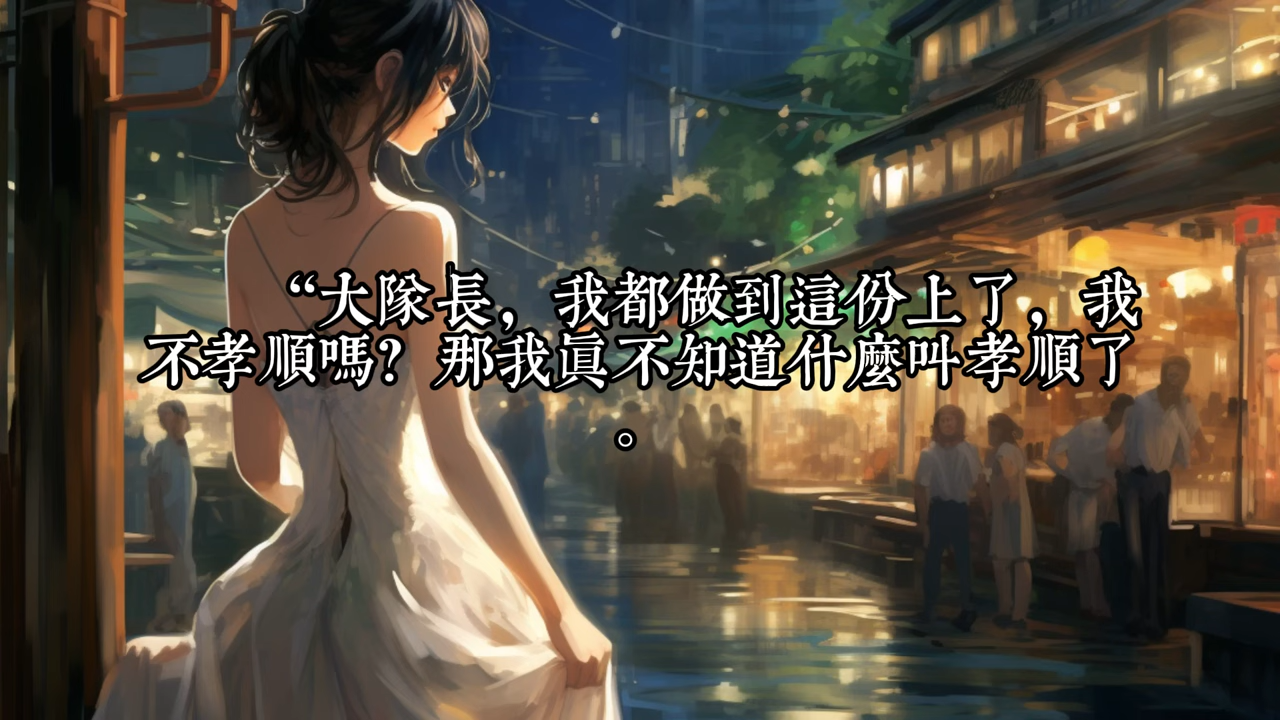 “大隊長，我都做到這份上了，我
不孝順嗎？那我眞不知道什麼叫孝順了
。